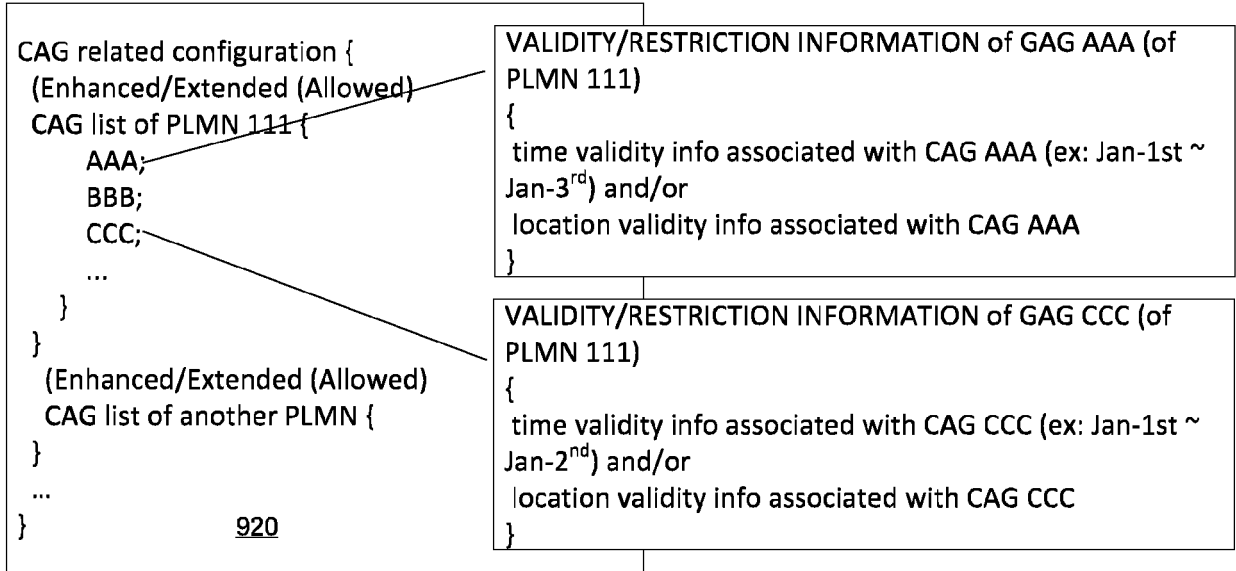 CAG related configuration {
(Enhanced/Extended (Allowed)
CAG list of PLMN 111 {
AAA;
BBB;
CCC;
...
}
}
(Enhanced/Extended (Allowed)
CAG list of another PLMN {
}
...
}
920
VALIDITY/RESTRICTION INFORMATION of GAG AAA (of
PLMN 111)
{
time validity info associated with CAG AAA (ex: Jan-1st ~
Jan-3rd) and/or
location validity info associated with CAG AAA
}
VALIDITY/RESTRICTION INFORMATION of GAG CCC (of
PLMN 111)
{
time validity info associated with CAG CCC (ex: Jan-1st ~
Jan-2nd) and/or
location validity info associated with CAG CCC
}